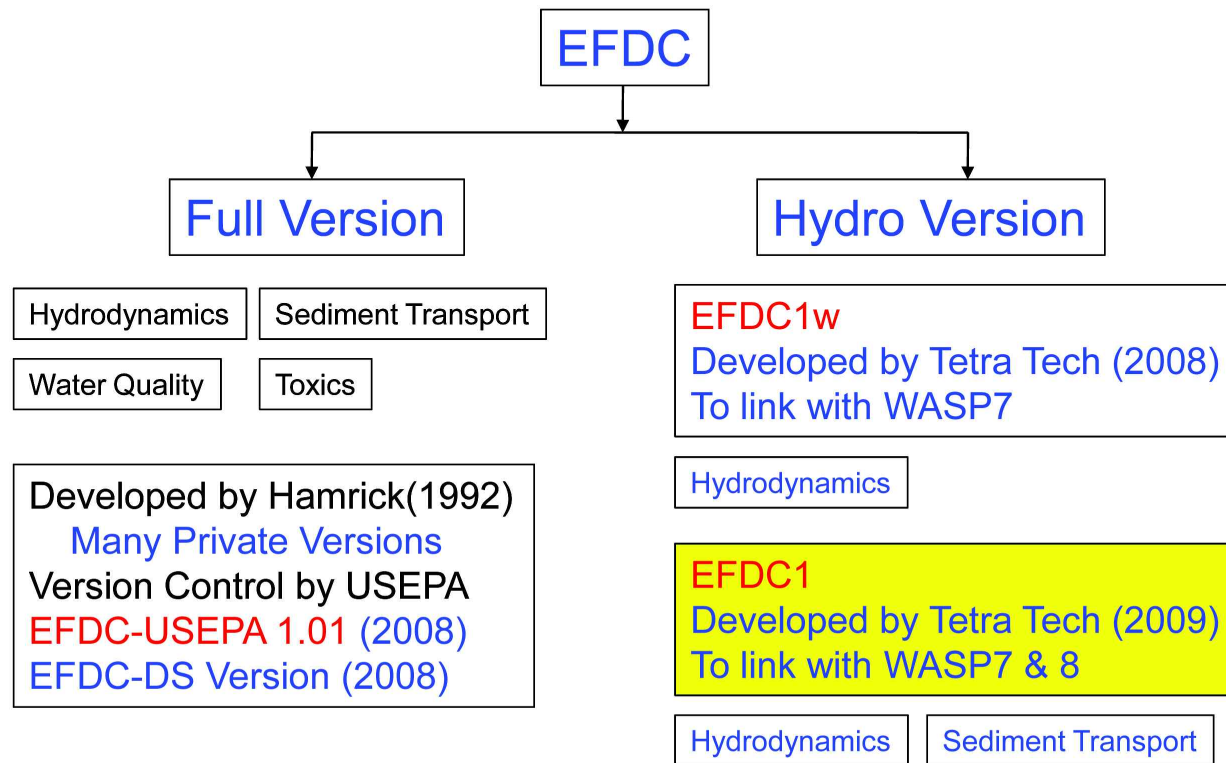 EFDC
Full Version
Hydrodynamics
Sediment Transport
Water Quality
Toxics
Developed by Hamrick(1992)
Many Private Versions
Version Control by USEPA
EFDC-USEPA 1.01 (2008)
EFDC-DS Version (2008)
Hydro Version
EFDC1w
Developed by Tetra Tech (2008)
To link with WASP7
Hydrodynamics
EFDC1
Developed by Tetra Tech (2009)
To link with WASP7 & 8
Hydrodynamics
Sediment Transport